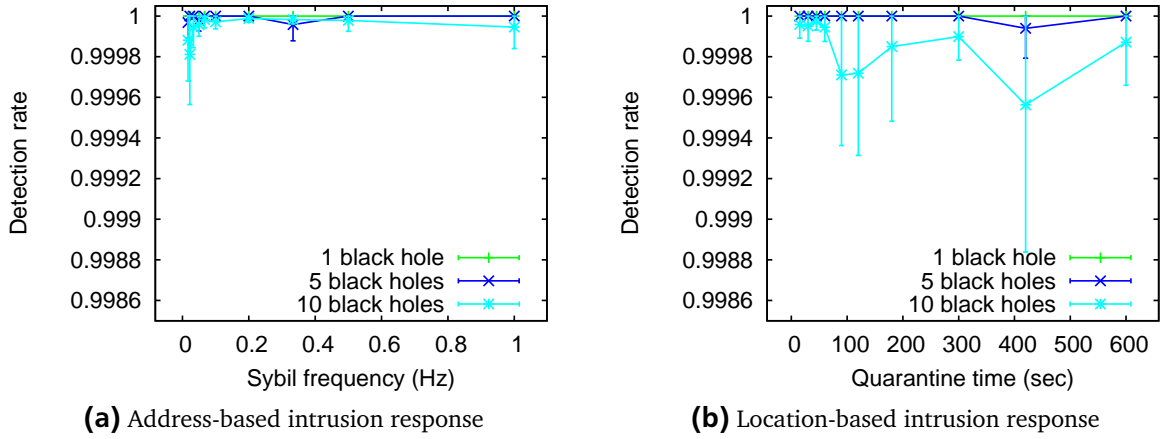 1
0.9998
0.9996
0.9994
0.9992
0.999
0.9988
0.9986
Detection rate
1 black hole
5 black holes
10 black holes
0 0.2 0.4 0.6 0.8 1
Sybil frequency (Hz)
(a) Address-based intrusion response
1
0.9998
0.9996
0.9994
0.9992
0.999
0.9988
0.9986
Detection rate
1 black hole
5 black holes
10 black holes
0 100 200 300 400 500 600
Quarantine time (sec)
(b) Location-based intrusion response